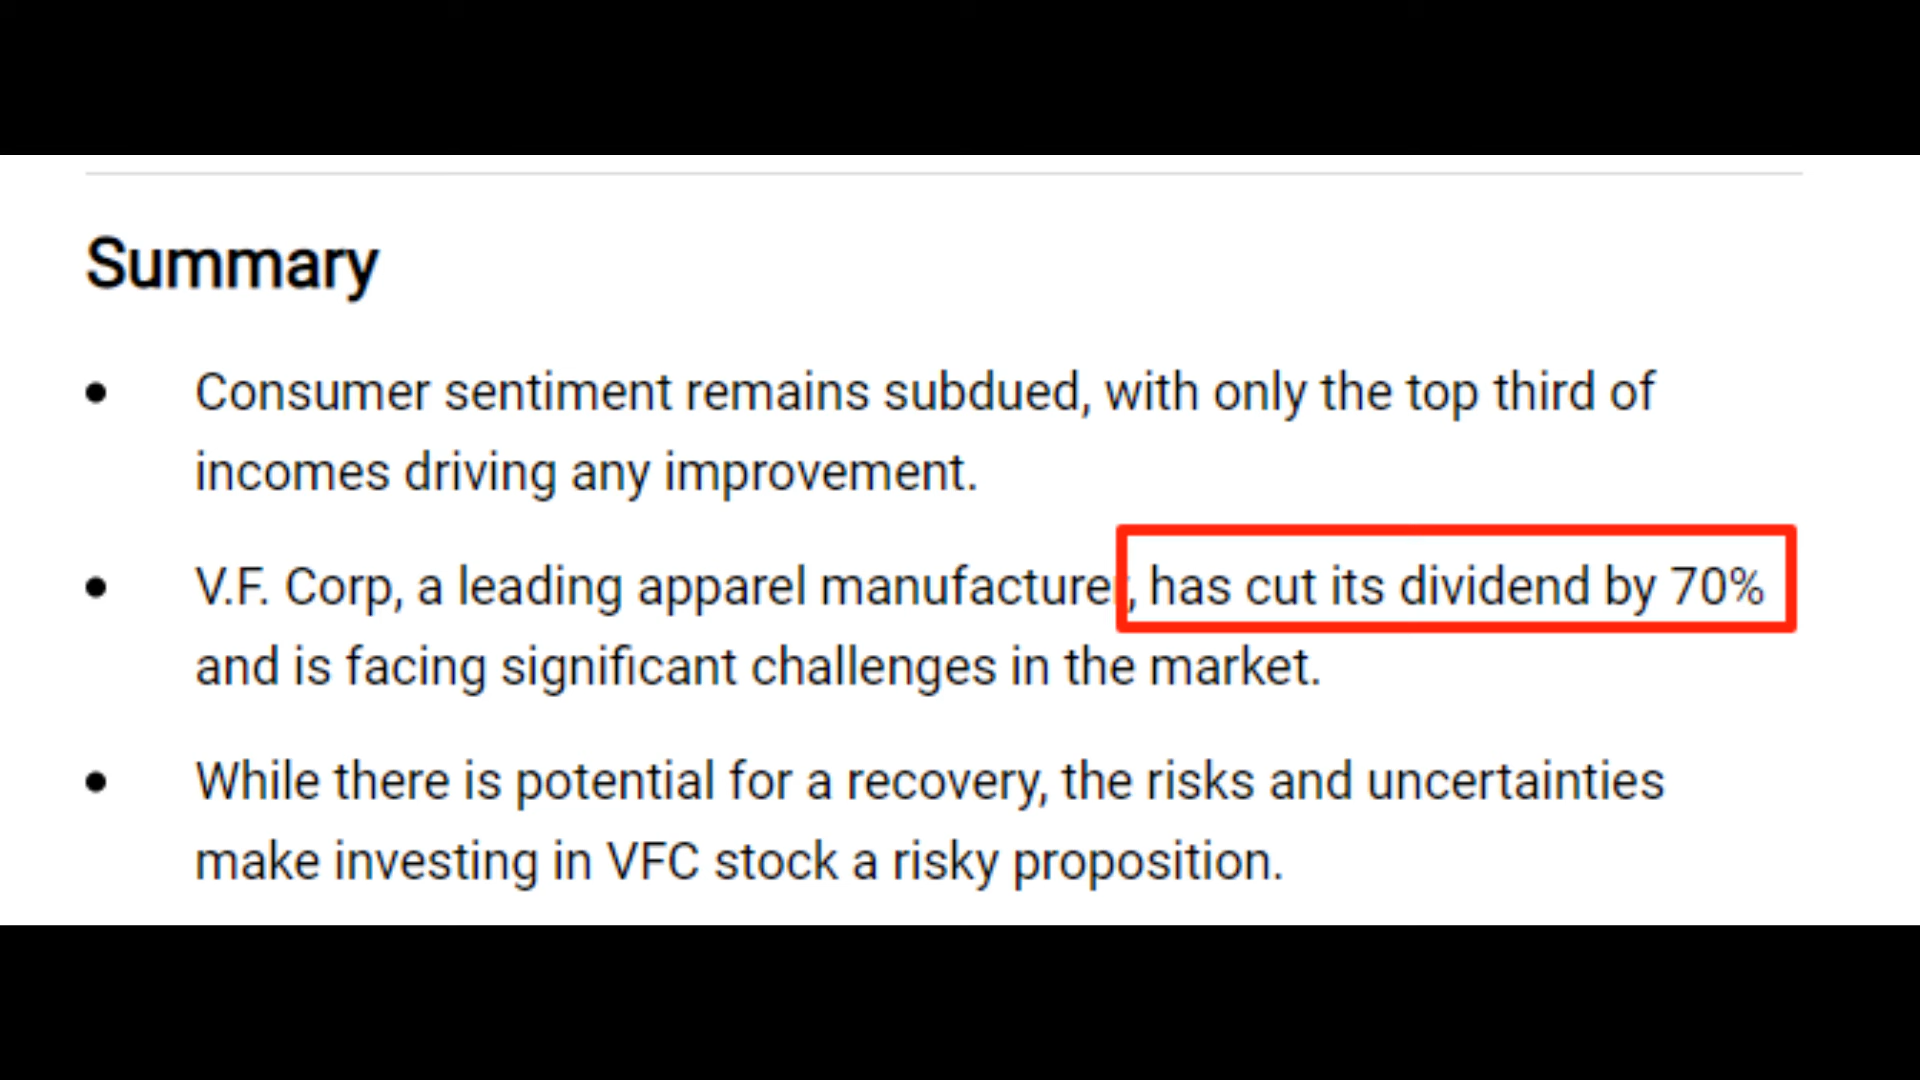 Summary
Consumer sentiment remains subdued, with only the top third of
incomes driving any improvement.
V.F. Corp, a leading apparel manufacturer, has cut its dividend by 70%
and is facing significant challenges in the market.
While there is potential for a recovery, the risks and uncertainties
make investing in VFC stock a risky proposition.